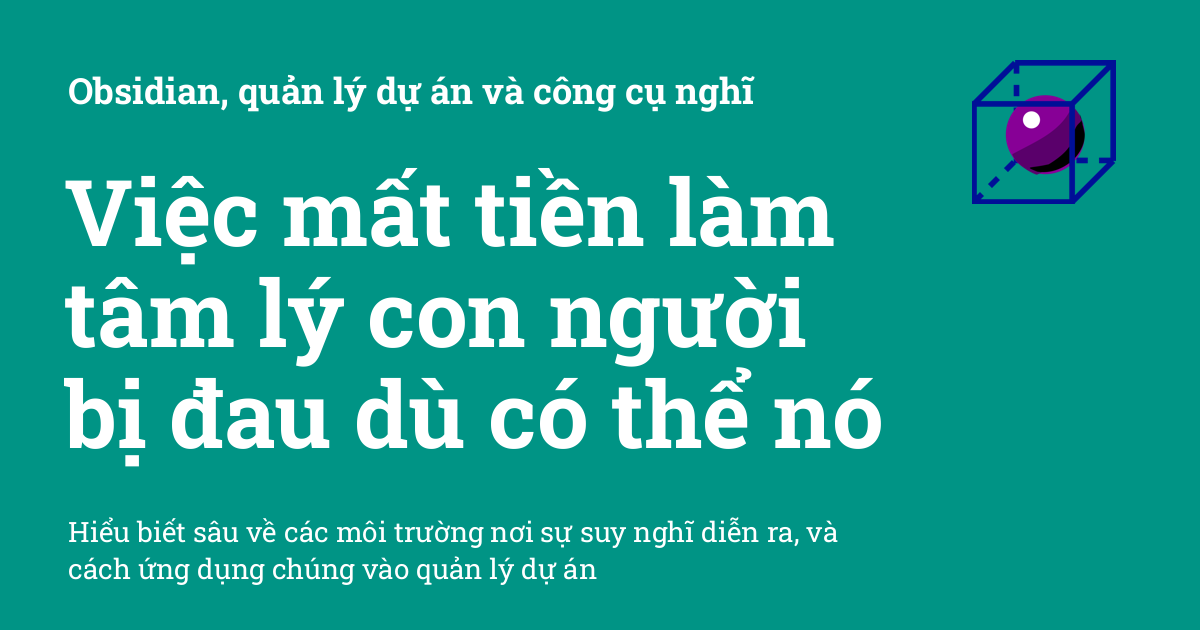 Obsidian, quản lý dự án và công cụ nghĩ
Việc mất tiền làm
tâm lý con người
bị đau dù có thể nó
Hiểu biết sâu về các môi trường nơi sự suy nghĩ diễn ra, và
cách ứng dụng chúng vào quản lý dự án